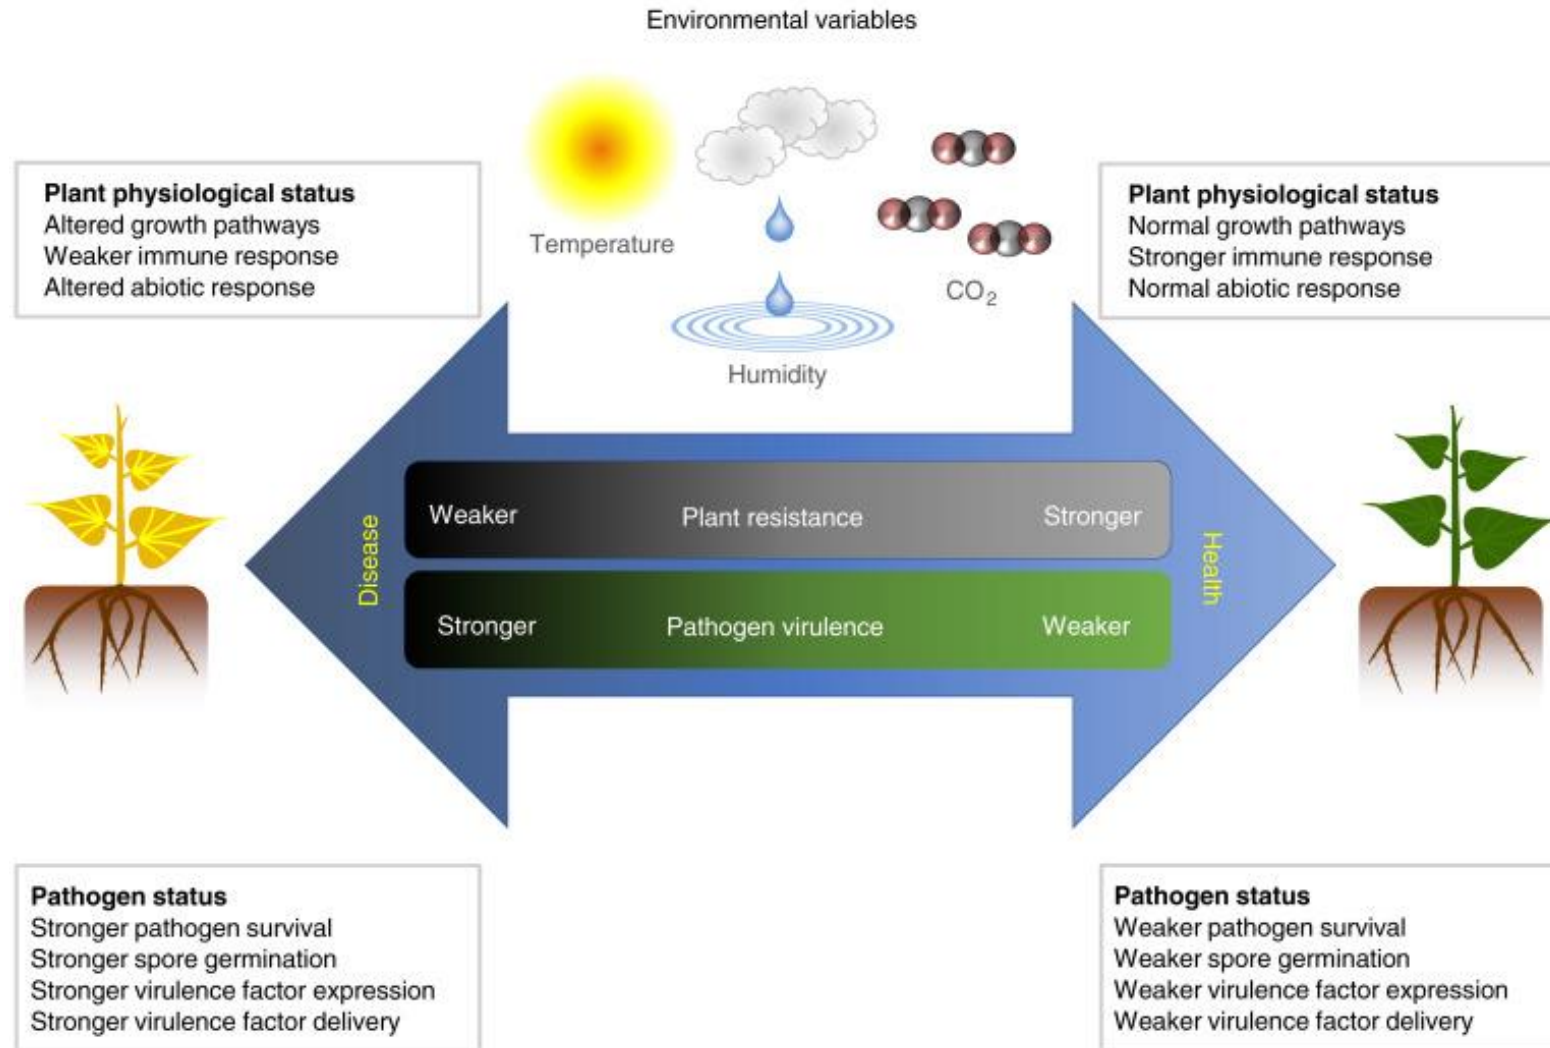 Environmental variables
Plant physiological status
Altered growth pathways
Weaker immune response
Altered abiotic response
Temperature
Humidity
CO₂
Plant physiological status
Normal growth pathways
Stronger immune response
Normal abiotic response
Disease
Weaker Plant resistance Stronger
Stronger Pathogen virulence Weaker
Health
Pathogen status
Stronger pathogen survival
Stronger spore germination
Stronger virulence factor expression
Stronger virulence factor delivery
Pathogen status
Weaker pathogen survival
Weaker spore germination
Weaker virulence factor expression
Weaker virulence factor delivery